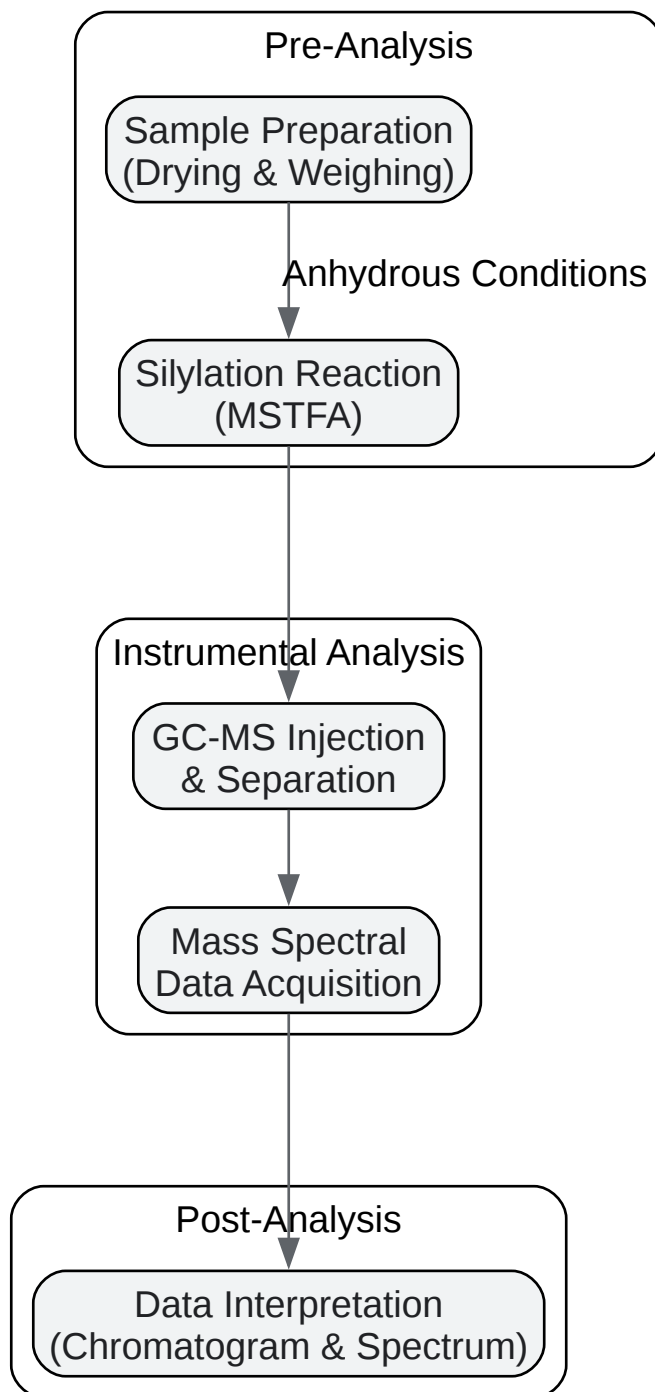 Pre-Analysis
Sample Preparation
(Drying & Weighing)
Anhydrous Conditions
Silylation Reaction
(MSTFA)
Instrumental Analysis
GC-MS Injection
& Separation
Mass Spectral
Data Acquisition
Post-Analysis
Data Interpretation
(Chromatogram & Spectrum)